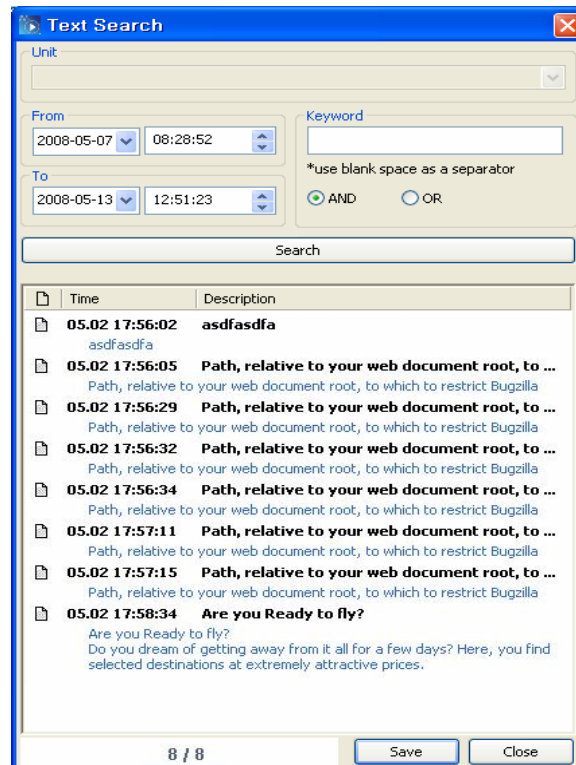 Text Search
Unit
From
2008-05-07 08:28:52
To
2008-05-13 12:51:23
Keyword
*use blank space as a separator
AND OR
Search
Time Description
05.02 17:56:02 asdfasdfa
asdfasdfa
05.02 17:56:05 Path, relative to your web document root, to ...
Path, relative to your web document root, to which to restrict Bugzilla
05.02 17:56:29 Path, relative to your web document root, to ...
Path, relative to your web document root, to which to restrict Bugzilla
05.02 17:56:32 Path, relative to your web document root, to ...
Path, relative to your web document root, to which to restrict Bugzilla
05.02 17:56:34 Path, relative to your web document root, to ...
Path, relative to your web document root, to which to restrict Bugzilla
05.02 17:57:11 Path, relative to your web document root, to ...
Path, relative to your web document root, to which to restrict Bugzilla
05.02 17:57:15 Path, relative to your web document root, to ...
Path, relative to your web document root, to which to restrict Bugzilla
05.02 17:58:34 Are you Ready to fly?
Are you Ready to fly?
Do you dream of getting away from it all for a few days? Here, you find
selected destinations at extremely attractive prices.
8 / 8 Save Close